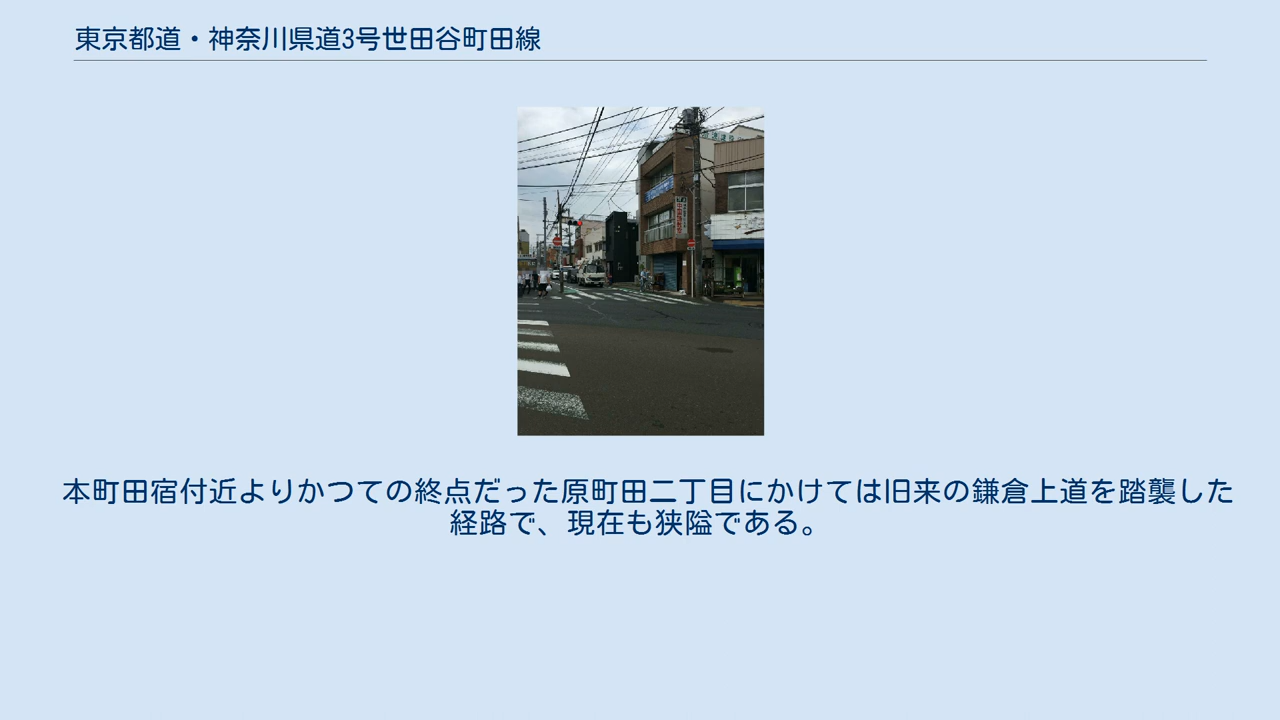 東京都道・神奈川県道3号世田谷町田線
本町田宿付近よりかつての終点だった原町田二丁目にかけては旧来の鎌倉上道を踏襲した
経路で、現在も狭隘である。